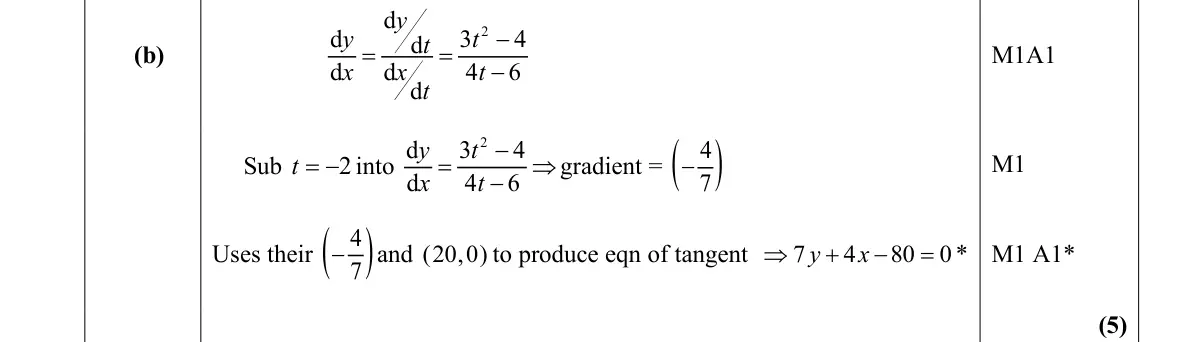 (b) dy/dx = (dy/dt)/(dx/dt) = (3t² − 4)/(4t − 6) M1A1
Sub t = −2 into dy/dx = (3t² − 4)/(4t − 6) ⇒ gradient = (−4/7) M1
Uses their (−4/7) and (20,0) to produce eqn of tangent ⇒ 7y + 4x − 80 = 0 * M1 A1*
(5)